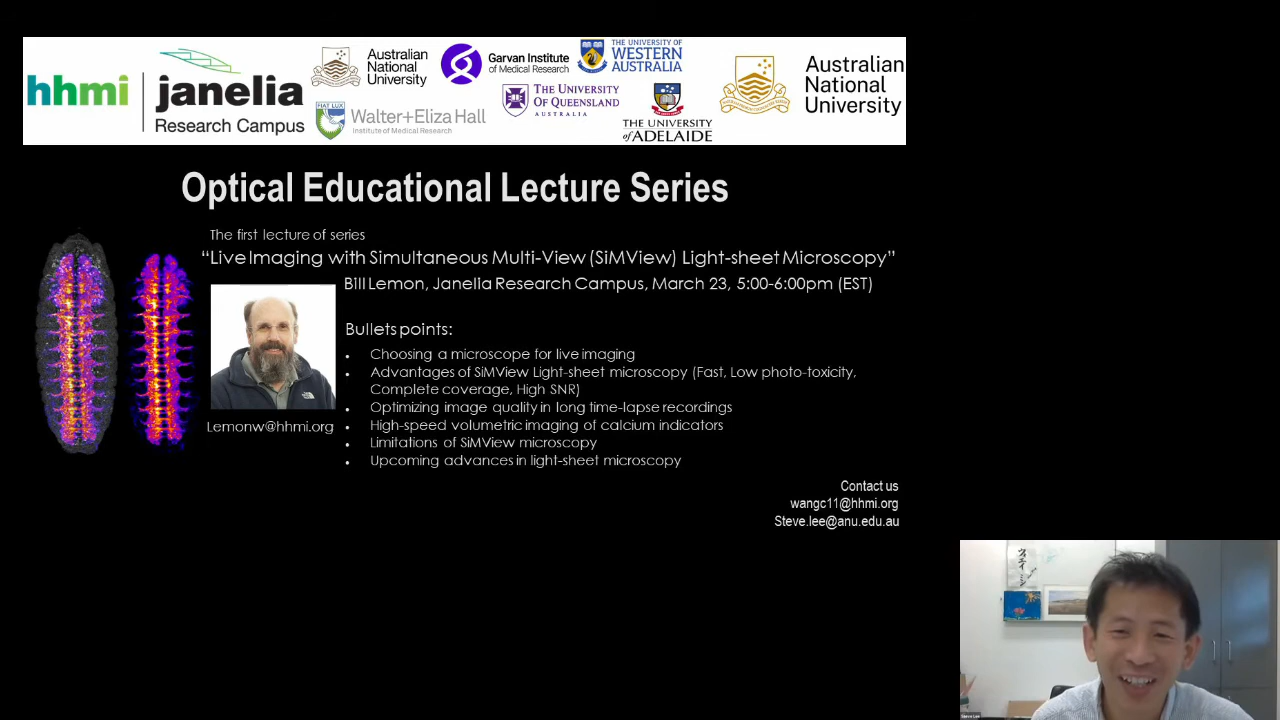 hhmi
janelia
Research Campus
Australian
National
University
FIAT LUX
Walter+Eliza Hall
Institute of Medical Research
Garvan Institute
of Medical Research
THE UNIVERSITY
OF QUEENSLAND
AUSTRALIA
THE UNIVERSITY OF
WESTERN
AUSTRALIA
THE UNIVERSITY
of ADELAIDE
Australian
National
University
Optical Educational Lecture Series
The first lecture of series
“Live Imaging with Simultaneous Multi-View (SiMView) Light-sheet Microscopy”
Bill Lemon, Janelia Research Campus, March 23, 5:00-6:00pm (EST)
Lemonw@hhmi.org
Bullets points:
• Choosing a microscope for live imaging
• Advantages of SiMView Light-sheet microscopy (Fast, Low photo-toxicity,
Complete coverage, High SNR)
• Optimizing image quality in long time-lapse recordings
• High-speed volumetric imaging of calcium indicators
• Limitations of SiMView microscopy
• Upcoming advances in light-sheet microscopy
Contact us
wangc11@hhmi.org
Steve.lee@anu.edu.au